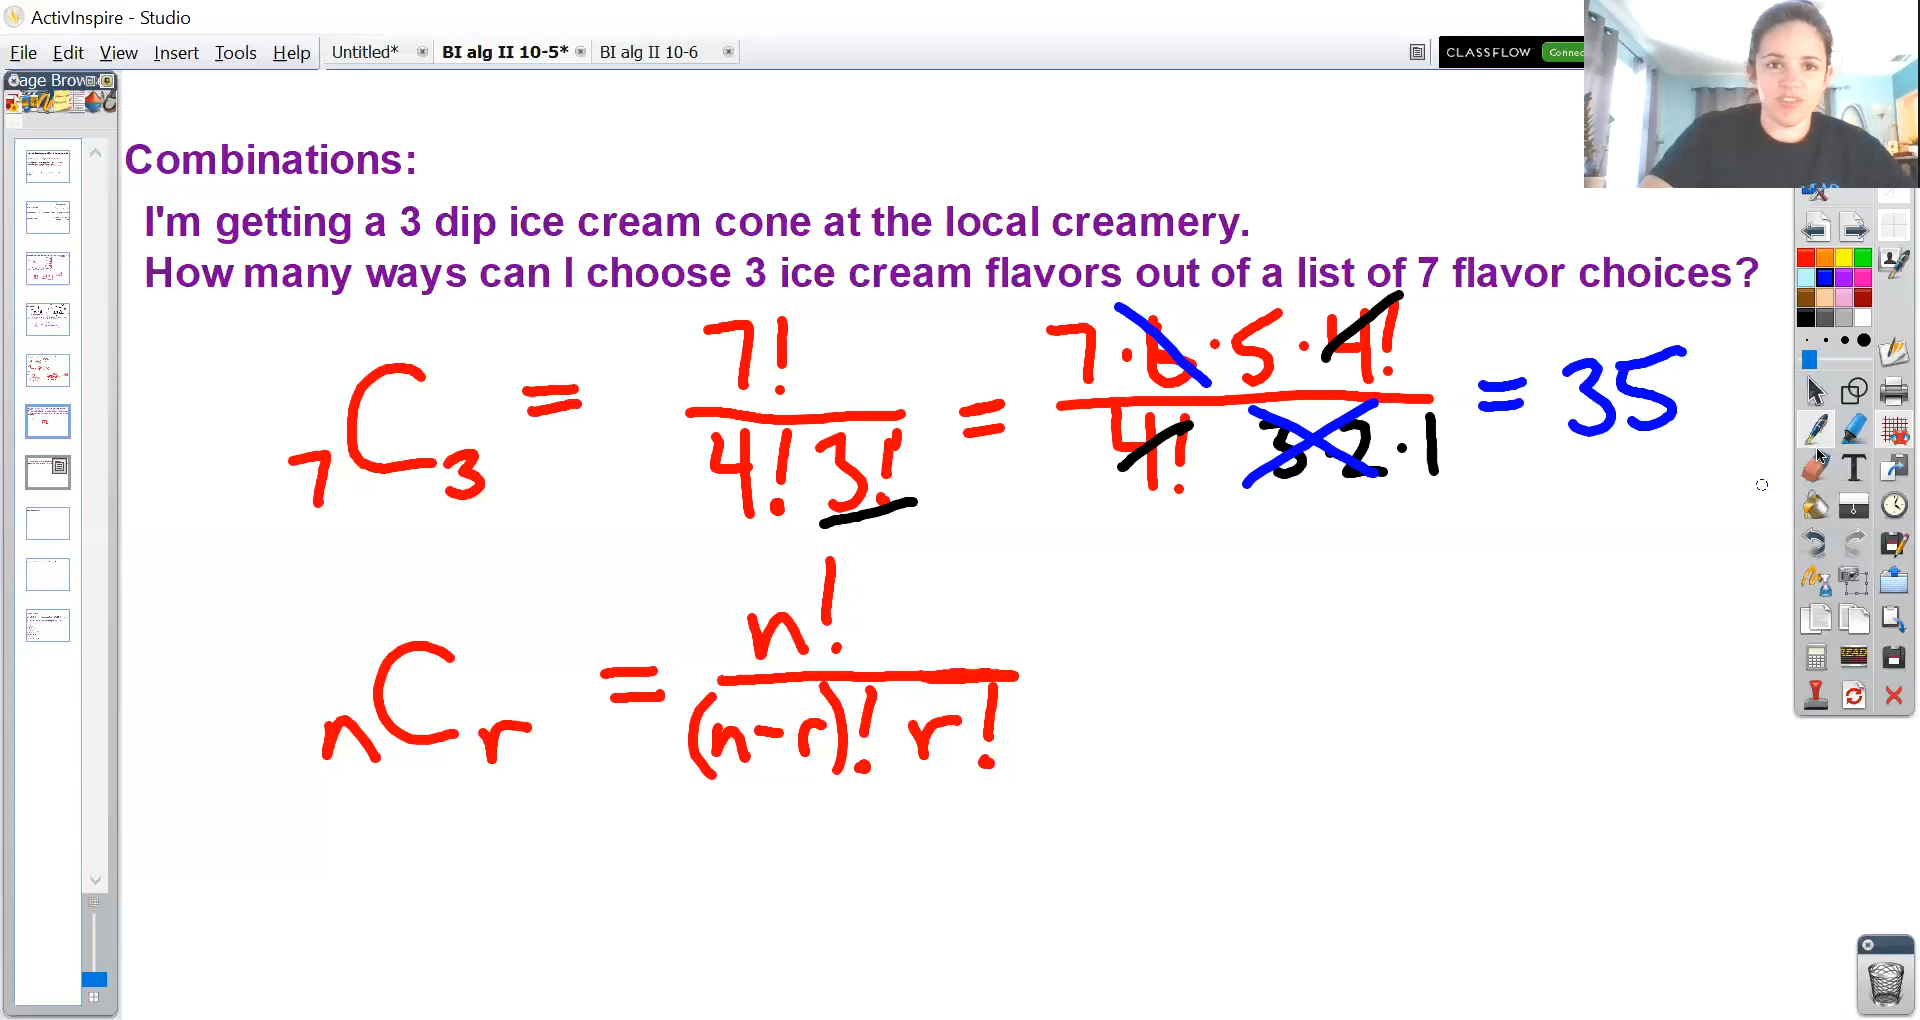 ActivInspire - Studio
File Edit View Insert Tools Help Untitled* BI alg II 10-5* BI alg II 10-6 CLASSFLOW Connec
age Brow
Combinations:
I'm getting a 3 dip ice cream cone at the local creamery.
How many ways can I choose 3 ice cream flavors out of a list of 7 flavor choices?
7C3 = 7! / 4! 3! = 7 · 6 · 5 · 4! / 4! 3 · 2 · 1 = 35
nCr = n! / (n-r)! r!